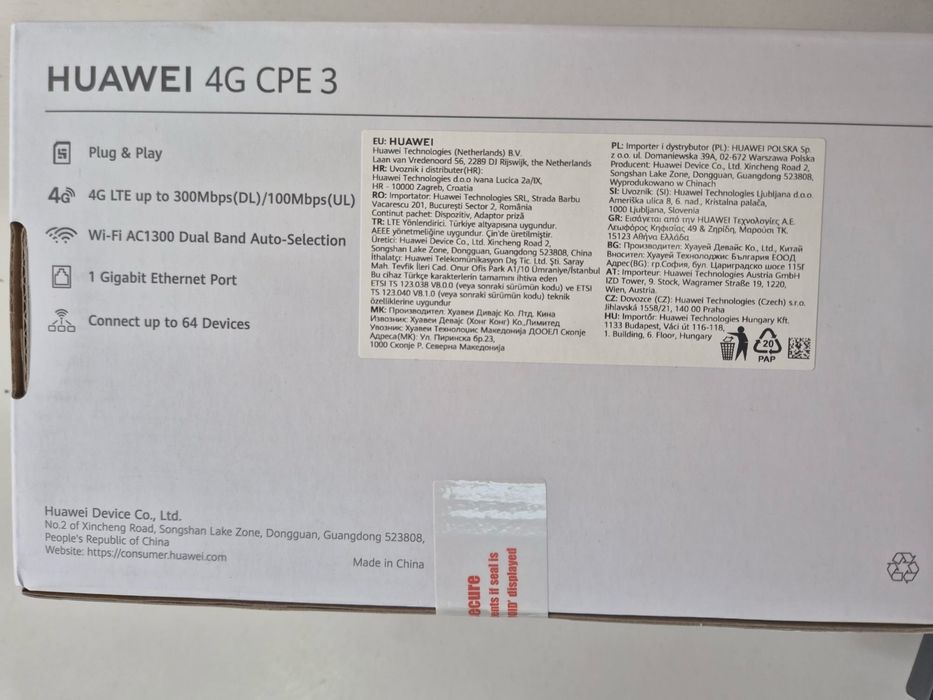 HUAWEI 4G CPE 3
Plug & Play
4G
4G LTE up to 300Mbps(DL)/100Mbps(UL)
Wi-Fi AC1300 Dual Band Auto-Selection
1 Gigabit Ethernet Port
Connect up to 64 Devices
EU: HUAWEI
Huawei Technologies (Netherlands) B.V.
Laan van Vredenoord 56, 2289 DJ Rijswijk, the Netherlands
HR: Uvoznik i distributer(HR):
Huawei Technologies d.o.o Ivana Lucica 2a/IX,
HR - 10000 Zagreb, Croatia
RO: Importator: Huawei Technologies SRL, Strada Barbu
Vacarescu 201, București Sector 2, România
Continut pachet: Dispozitiv, Adaptor priză
TR: LTE Yönlendirici. Türkiye altyapısına uygundur.
AEEE yönetmeliğine uygundur. Çin'de üretilmiştir.
Üretici: Huawei Device Co., Ltd. Xincheng Road 2,
Songshan Lake Zone, Dongguan, Guangdong 523808, China
İthalatçı: Huawei Telekomünikasyon Dış Tic. Ltd. Şti. Saray
Mah. Tevfik İleri Cad. Onur Ofis Park A1/10 Ümraniye/İstanbul
Bu cihaz Türkçe karakterlerin tamamını ihtiva eden
ETSI TS 123.038 V8.0.0 (veya sonraki sürümün kodu) ve ETSI
TS 123.040 V8.1.0 (veya sonraki sürümün kodu) teknik
özelliklerine uygundur
MK: Производител: Хуавеи Дивајс Ко. Лтд, Кина
Извозник: Хуавеи Девајс (Хонг Конг) Ко.,Лимитед
Увозник: Хуавеи Технолоџис Македонија ДООЕЛ Скопје
Адреса(МК): Ул. Пиринска бр.23,
1000 Скопје Р. Северна Македонија
PL: Importer i dystrybutor (PL): HUAWEI POLSKA Sp.
z o.o. ul. Domaniewska 39A, 02-672 Warszawa Polska
Producent: Huawei Device Co., Ltd. Xincheng Road 2,
Songshan Lake Zone, Dongguan, Guangdong 523808,
Wyprodukowano w Chinach
SI: Uvoznik: (SI): Huawei Technologies Ljubljana d.o.o.
Ameriška ulica 8, 6. nad., Kristalna palača,
1000 Ljubljana, Slovenia
GR: Εισάγεται από την HUAWEI Τεχνολογίες Α.Ε.
Λεωφόρος Κηφισίας 49 & Ζηρίδη, Μαρούσι ΤΚ.
15123 Αθήνα Ελλάδα
BG: Производител: Хуауей Девайс Ко., Лтд., Китай
Вносител: Хуауей Технолоджис България ЕООД
Адрес(BG): гр.София, бул. Цариградско шосе 115Г
AT: Importeur: Huawei Technologies Austria GmbH
IZD Tower, 9. Stock, Wagramer Straße 19, 1220,
Wien, Austria.
CZ: Dovozce (CZ): Huawei Technologies (Czech) s.r.o.
Jihlavská 1558/21, 140 00 Praha
HU: Importőr: Huawei Technologies Hungary Kft.
1133 Budapest, Váci út 116-118,
1. Building, 6. Floor, Hungary
20
PAP
Huawei Device Co., Ltd.
No.2 of Xincheng Road, Songshan Lake Zone, Dongguan, Guangdong 523808,
People's Republic of China
Website: https://consumer.huawei.com
Made in China
ecure
ents if seal is
OID' displayed